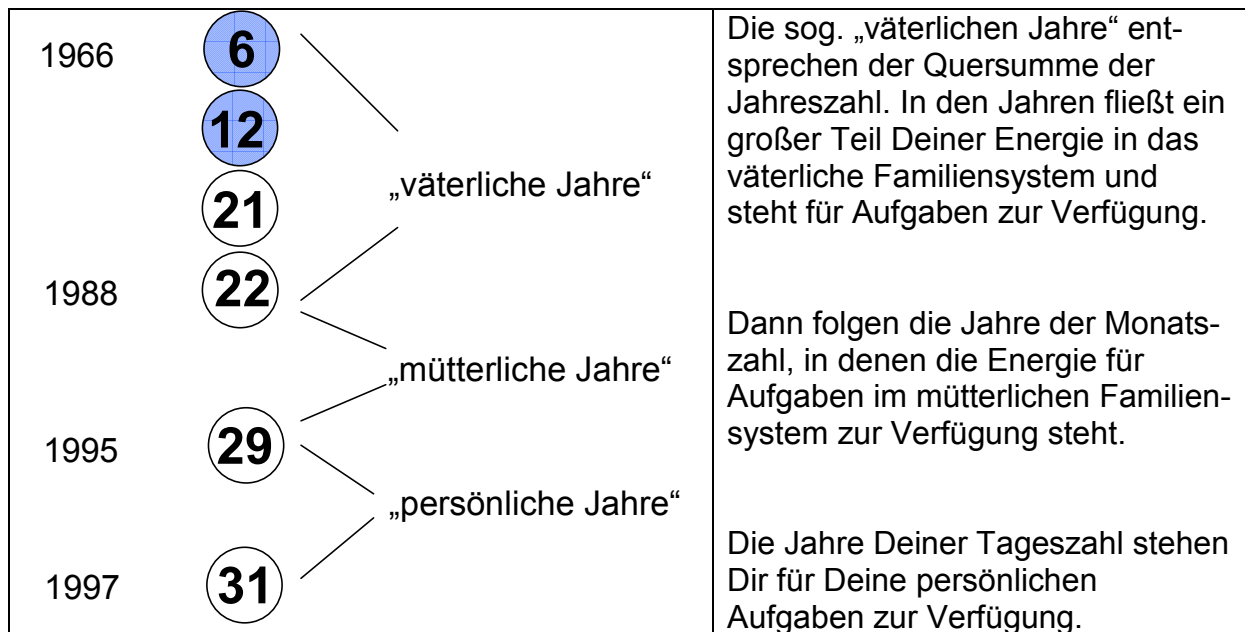 1966
6
12
21
„väterliche Jahre“
1988
22
„mütterliche Jahre“
1995
29
„persönliche Jahre“
1997
31
Die sog. „väterlichen Jahre“ ent-
sprechen der Quersumme der
Jahreszahl. In den Jahren fließt ein
großer Teil Deiner Energie in das
väterliche Familiensystem und
steht für Aufgaben zur Verfügung.
Dann folgen die Jahre der Monats-
zahl, in denen die Energie für
Aufgaben im mütterlichen Familien-
system zur Verfügung steht.
Die Jahre Deiner Tageszahl stehen
Dir für Deine persönlichen
Aufgaben zur Verfügung.